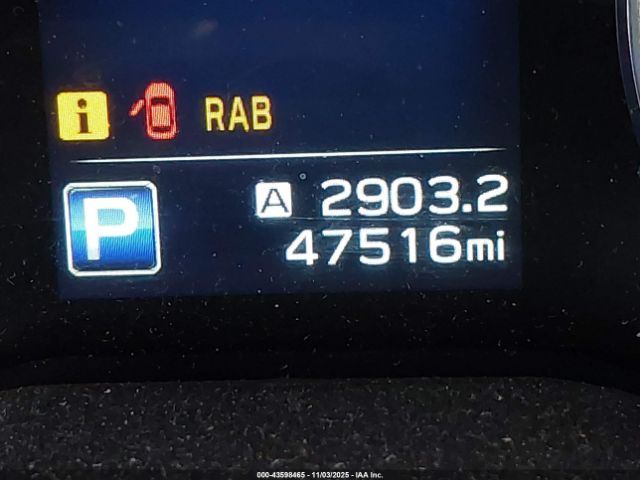 i RAB
P A 2903.2
47516mi
000-43598465 - 11/03/2025 - IAA Inc.